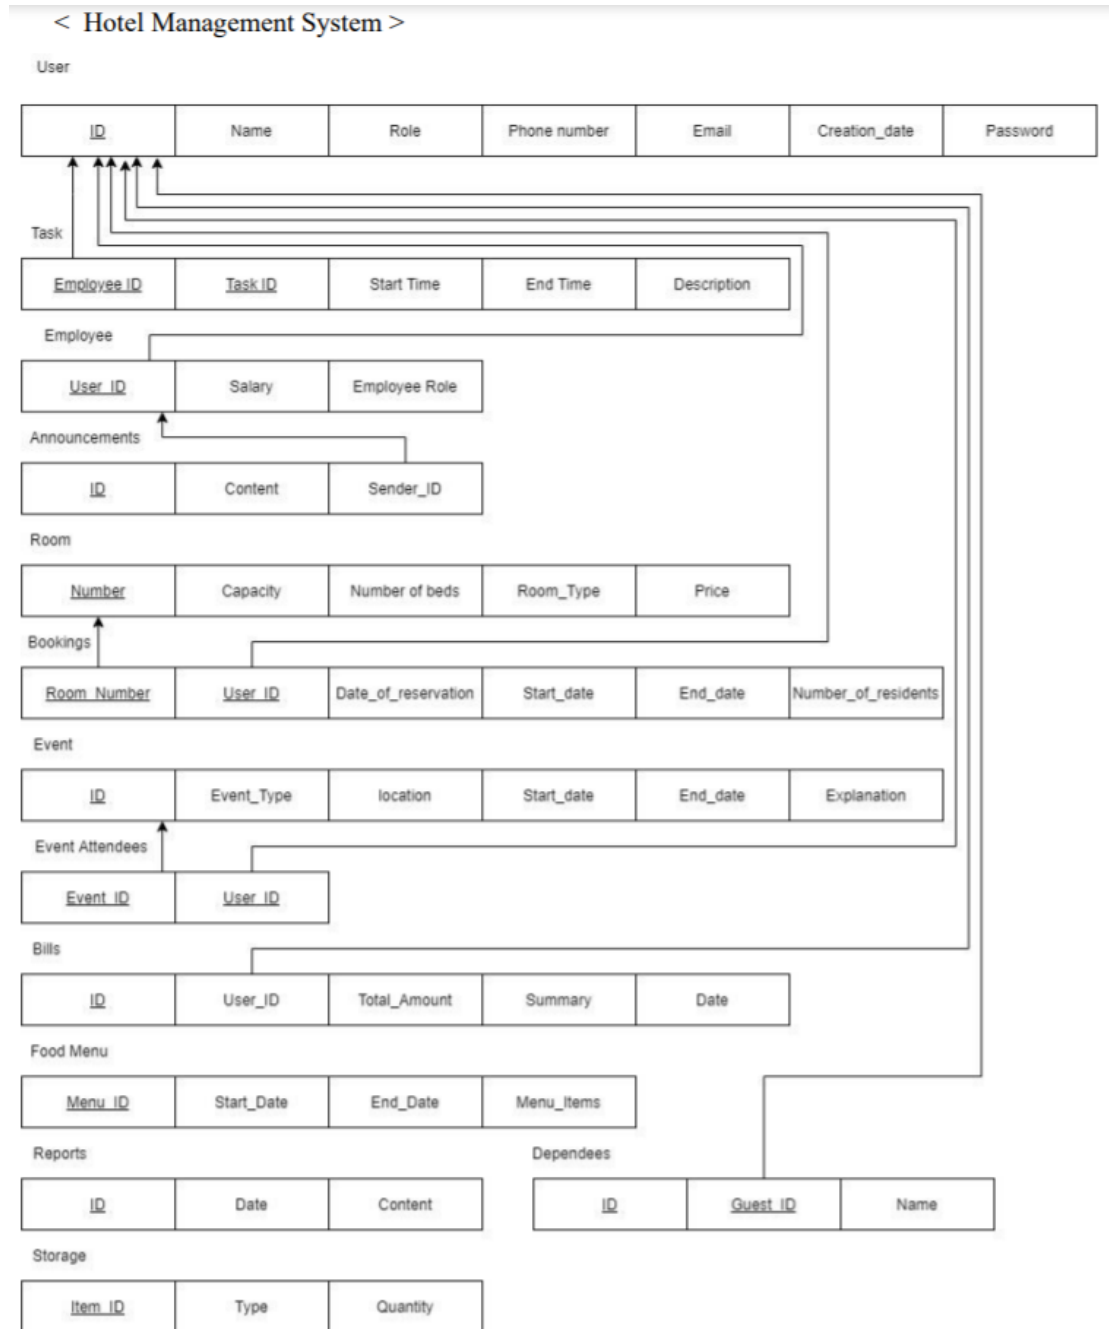 < Hotel Management System >
User
ID Name Role Phone number Email Creation_date Password
Task
Employee ID Task ID Start Time End Time Description
Employee
User_ID Salary Employee Role
Announcements
ID Content Sender_ID
Room
Number Capacity Number of beds Room_Type Price
Bookings
Room_Number User_ID Date_of_reservation Start_date End_date Number_of_residents
Event
ID Event_Type location Start_date End_date Explanation
Event Attendees
Event_ID User_ID
Bills
ID User_ID Total_Amount Summary Date
Food Menu
Menu_ID Start_Date End_Date Menu_Items
Reports Dependees
ID Date Content ID Guest_ID Name
Storage
Item_ID Type Quantity